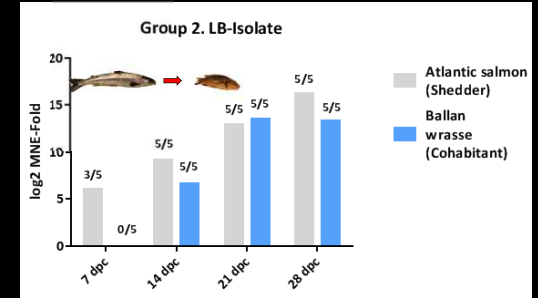 Group 2. LB-Isolate
log2 MNE-Fold
20
15
10
5
0
3/5
0/5
5/5
5/5
5/5
5/5
5/5
5/5
7 dpc
14 dpc
21 dpc
28 dpc
Atlantic salmon
(Shedder)
Ballan
wrasse
(Cohabitant)